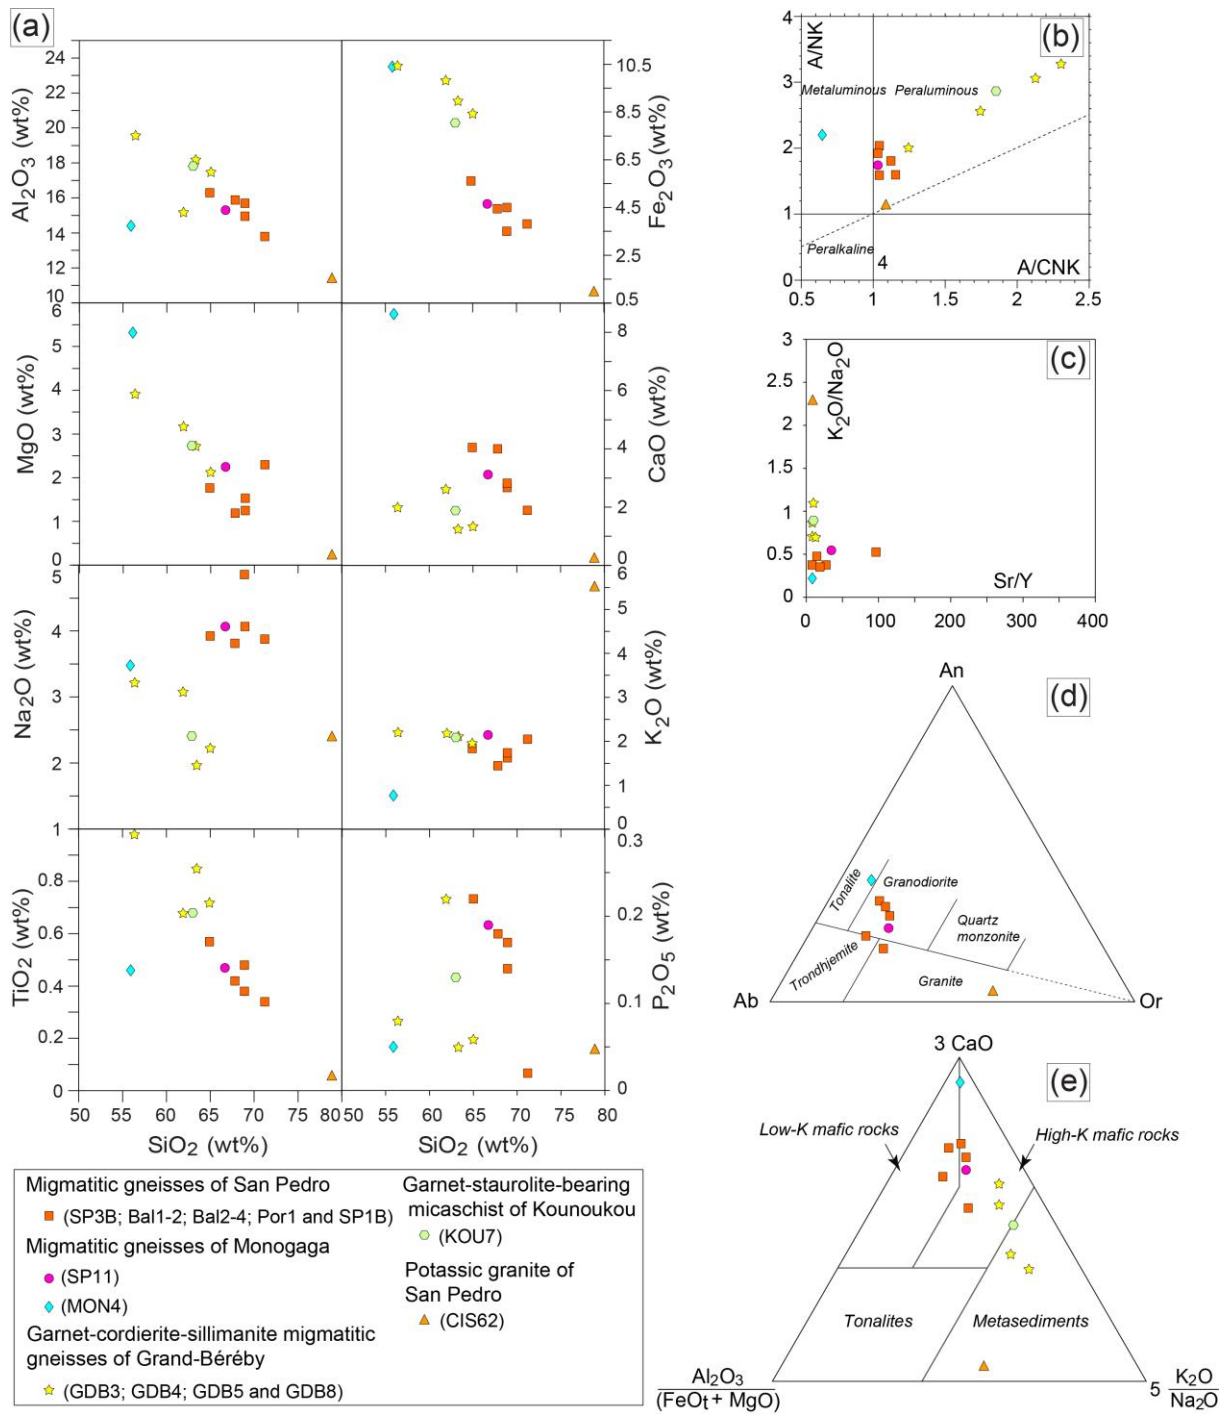 (a)
Al₂O₃ (wt%)
24
22
20
18
16
14
12
10
10.5
8.5
6.5
4.5
2.5
0.5
Fe₂O₃ (wt%)
MgO (wt%)
6
5
4
3
2
1
0
8
6
4
2
0
CaO (wt%)
Na₂O (wt%)
5
4
3
2
1
6
5
4
3
2
1
0
K₂O (wt%)
TiO₂ (wt%)
0.8
0.6
0.4
0.2
0
0.3
0.2
0.1
0
P₂O₅ (wt%)
50 55 60 65 70 75 80
50 55 60 65 70 75 80
SiO₂ (wt%)
SiO₂ (wt%)
(b)
A/NK
4
3
2
1
0
Metaluminous
Peraluminous
Peralkaline
4
A/CNK
0.5 1 1.5 2 2.5
(c)
K₂O/Na₂O
3
2.5
2
1.5
1
0.5
0
Sr/Y
0 100 200 300 400
(d)
An
Tonalite
Granodiorite
Quartz
monzonite
Trondhjemite
Granite
Ab
Or
(e)
3 CaO
Low-K mafic rocks
High-K mafic rocks
Tonalites
Metasediments
Al₂O₃
(FeOt + MgO)
5 K₂O
Na₂O
Migmatitic gneisses of San Pedro
(SP3B; Bal1-2; Bal2-4; Por1 and SP1B)
Migmatitic gneisses of Monogaga
(SP11)
(MON4)
Garnet-cordierite-sillimanite migmatitic
gneisses of Grand-Béréby
(GDB3; GDB4; GDB5 and GDB8)
Garnet-staurolite-bearing
micaschist of Kounoukou
(KOU7)
Potassic granite of
San Pedro
(CIS62)